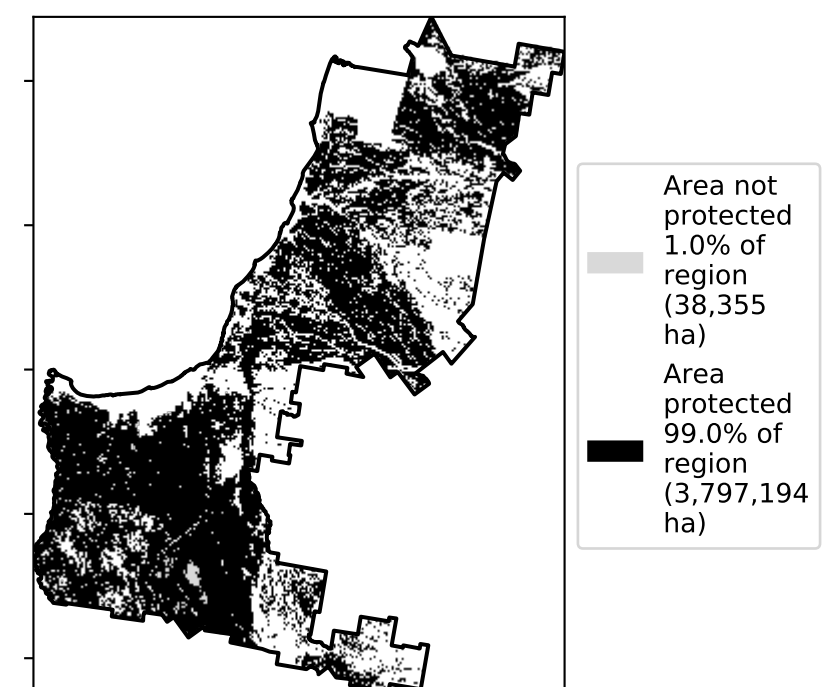 Area not
protected
1.0% of
region
(38,355
ha)
Area
protected
99.0% of
region
(3,797,194
ha)